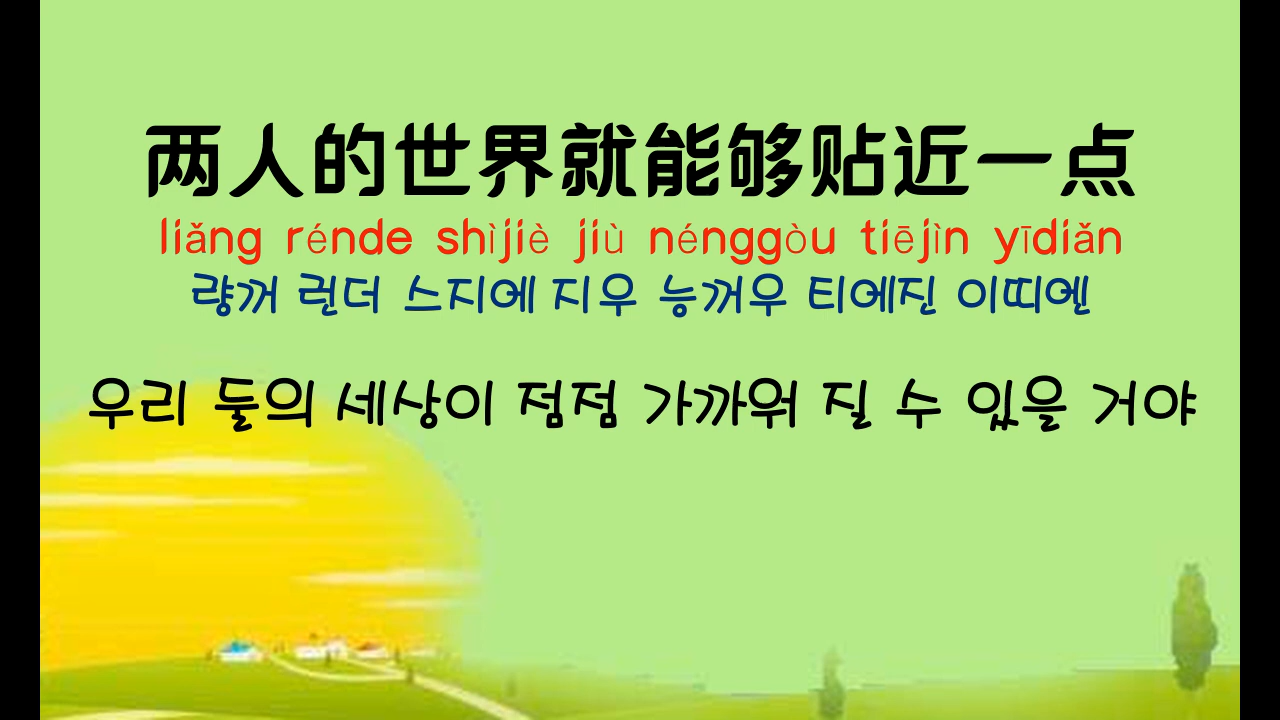 两人的世界就能够贴近一点
liǎng rénde shìjiè jiù nénggòu tiējìn yīdiǎn
량꺼 런더 스지에 지우 능꺼우 티에진 이띠엔
우리 둘의 세상이 점점 가까워 질 수 있을 거야